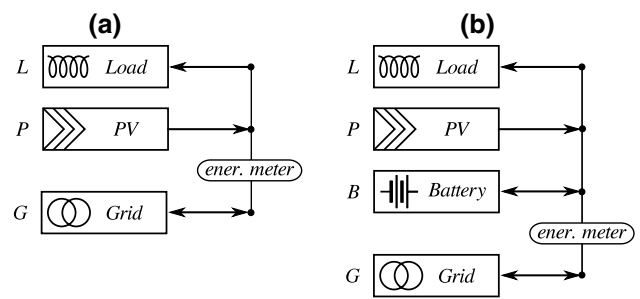 (a)
L Load
P PV
ener. meter
G Grid
(b)
L Load
P PV
B Battery
ener. meter
G Grid